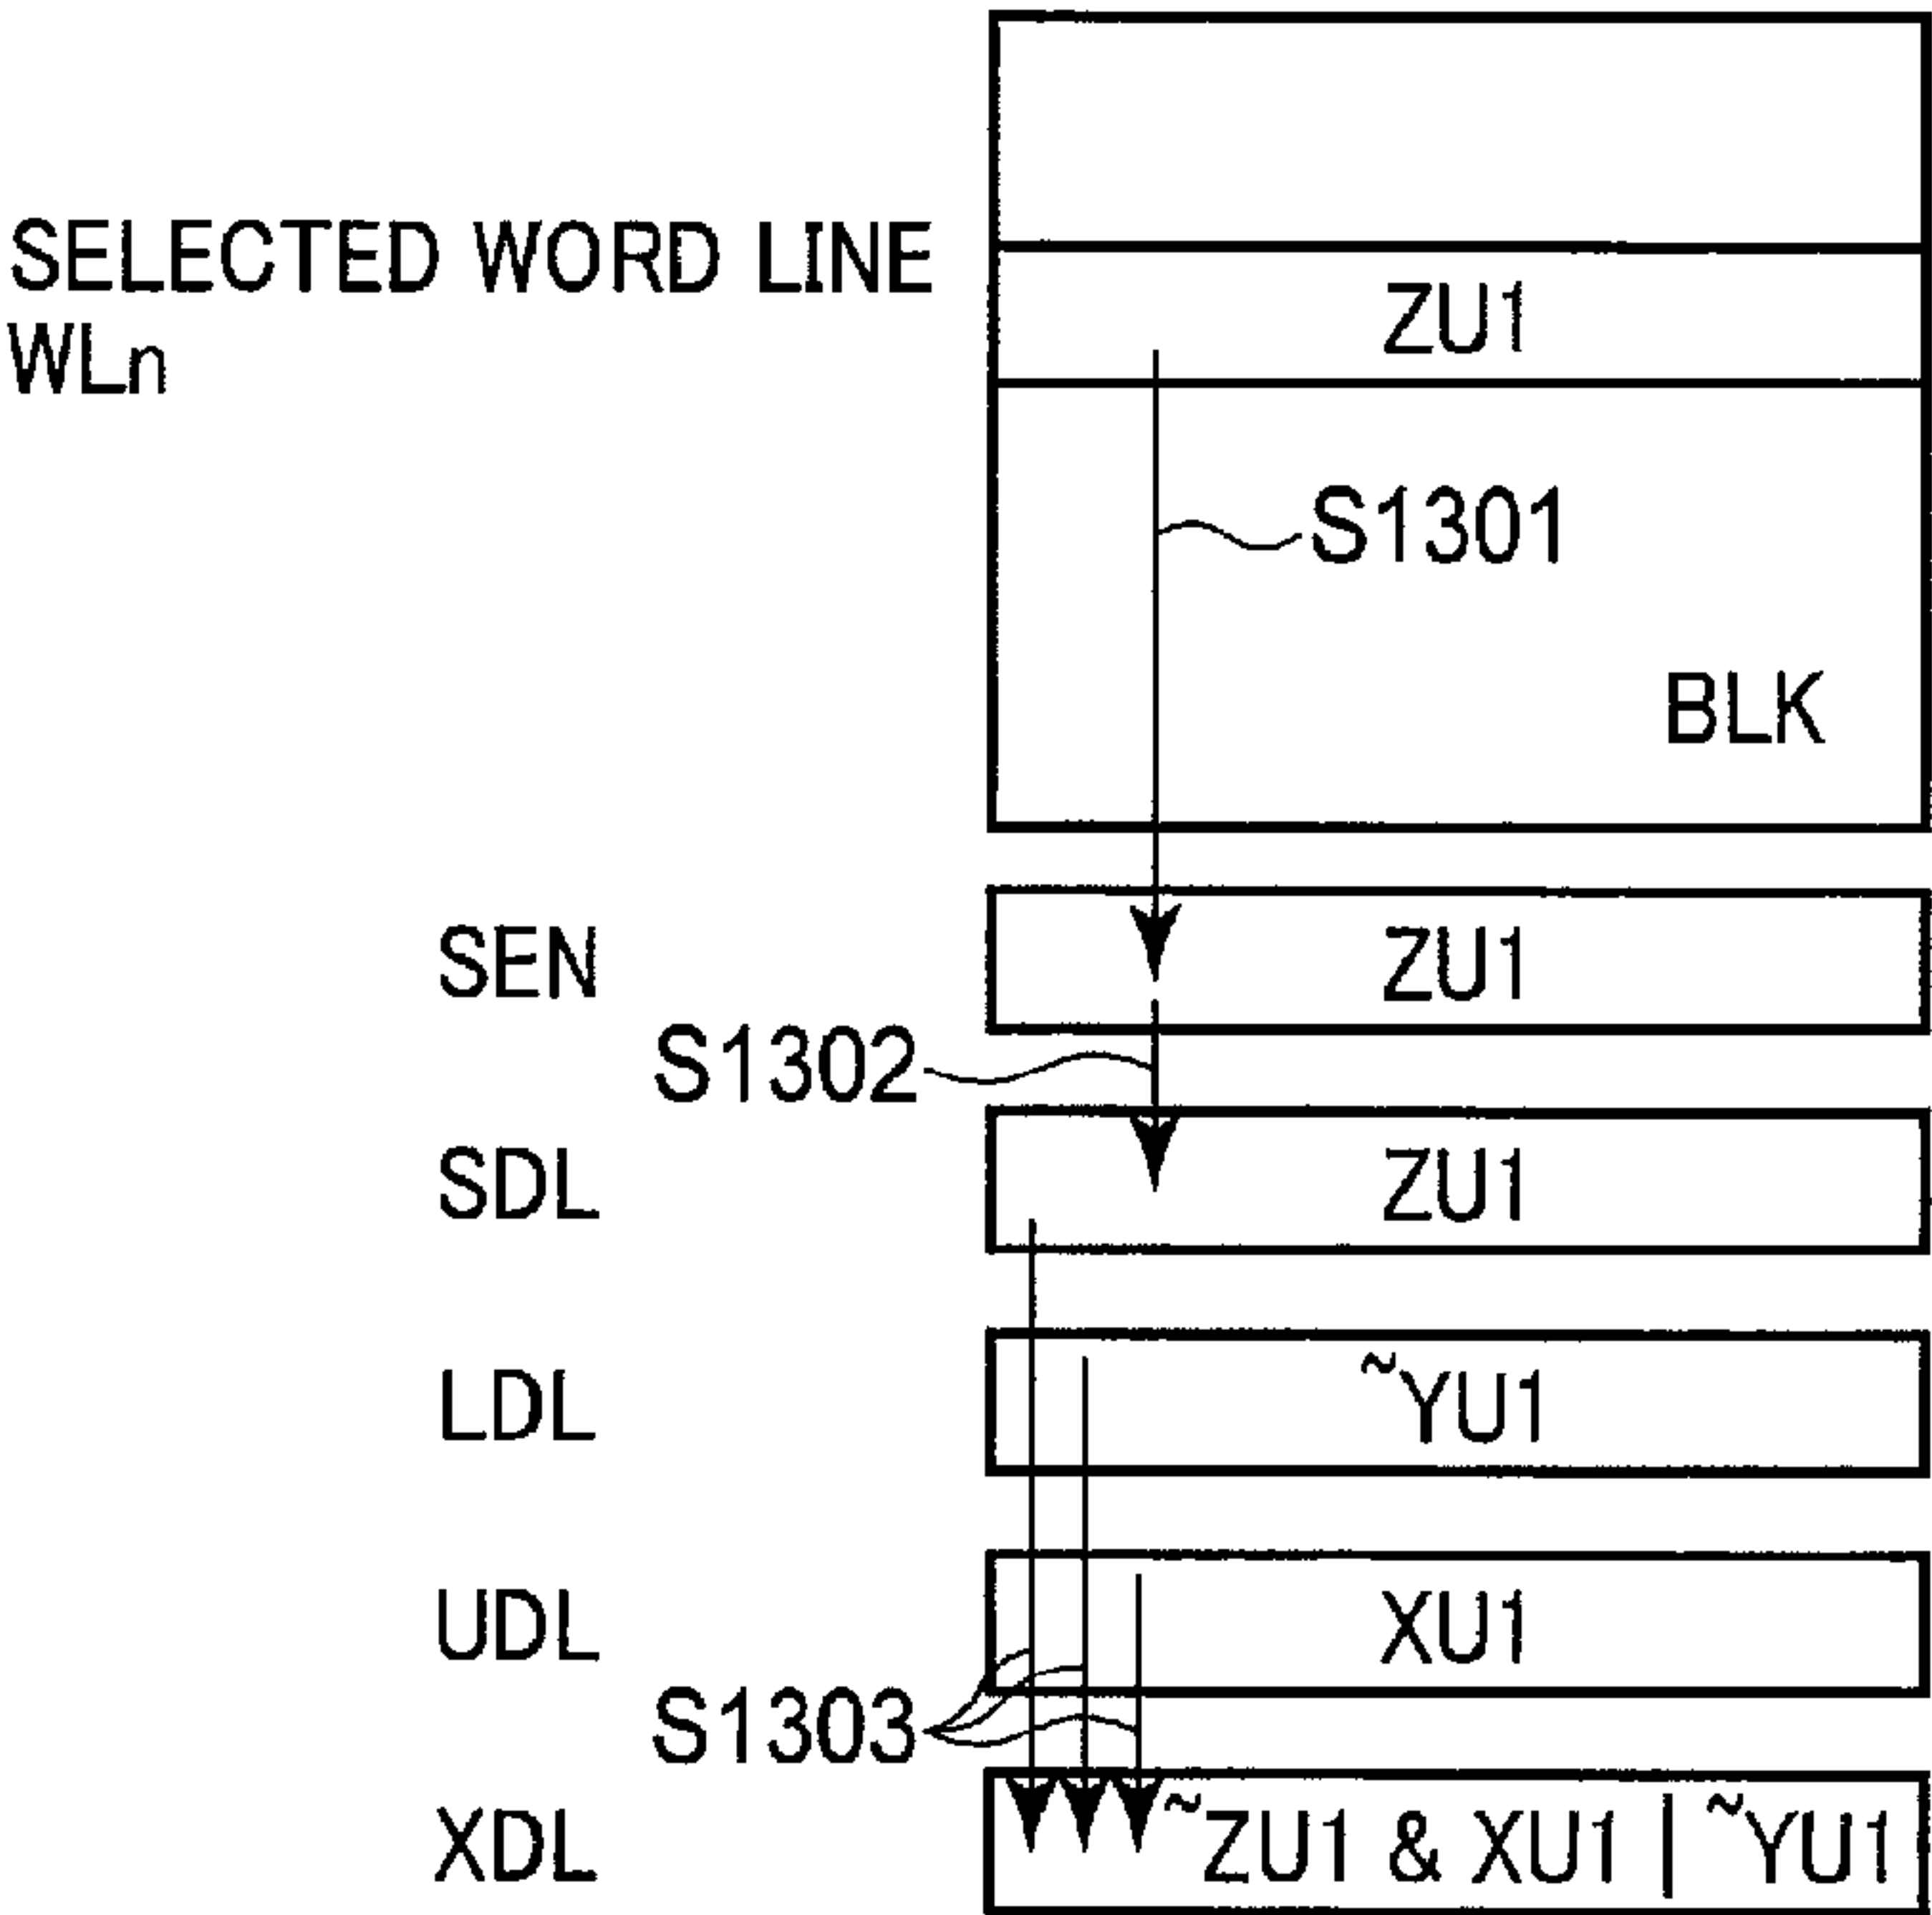 SELECTED WORD LINE
WLn
ZU1
S1301
BLK
SEN
ZU1
S1302
SDL
ZU1
LDL
~YU1
UDL
XU1
S1303
XDL
~ZU1 & XU1 | ~YU1